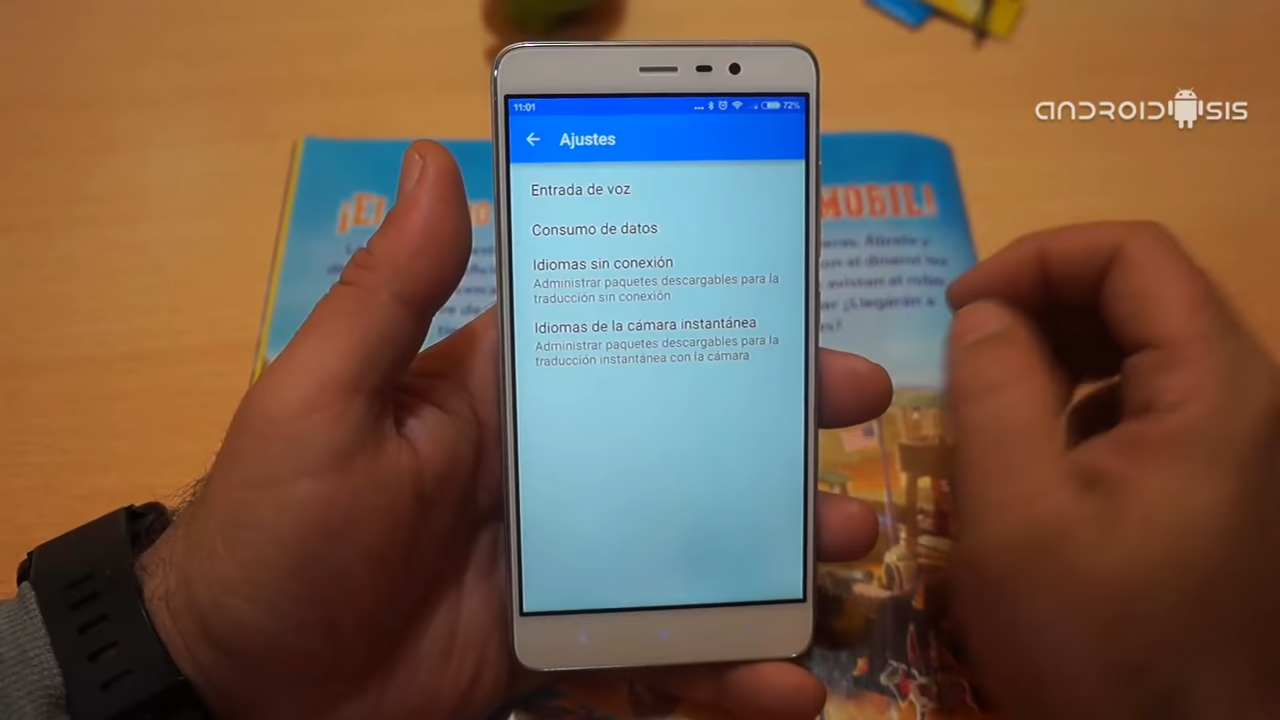 ANDROIDSIS
11:01
72%
Ajustes
Entrada de voz
Consumo de datos
Idiomas sin conexión
Administrar paquetes descargables para la
traducción sin conexión
Idiomas de la cámara instantánea
Administrar paquetes descargables para la
traducción instantánea con la cámara
¡El
MOBIL!